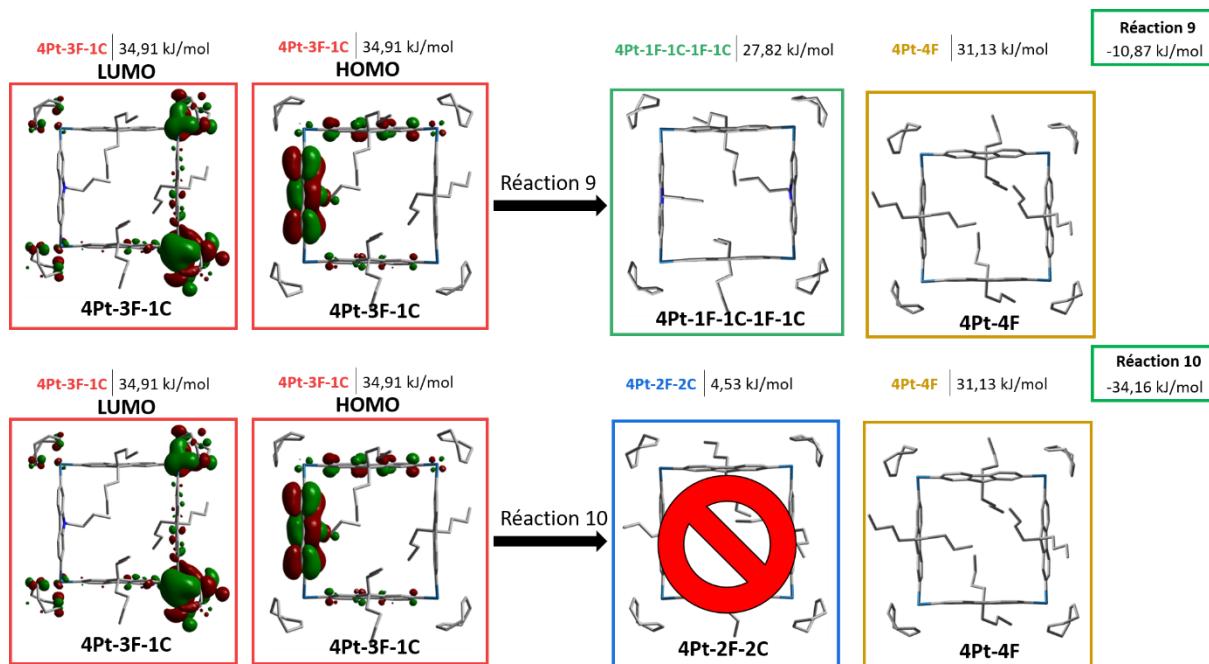 4Pt-3F-1C | 34,91 kJ/mol
LUMO
4Pt-3F-1C | 34,91 kJ/mol
HOMO
4Pt-1F-1C-1F-1C | 27,82 kJ/mol
4Pt-4F | 31,13 kJ/mol
Réaction 9
-10,87 kJ/mol
Réaction 9
4Pt-3F-1C
4Pt-3F-1C
4Pt-1F-1C-1F-1C
4Pt-4F
4Pt-3F-1C | 34,91 kJ/mol
LUMO
4Pt-3F-1C | 34,91 kJ/mol
HOMO
4Pt-2F-2C | 4,53 kJ/mol
4Pt-4F | 31,13 kJ/mol
Réaction 10
-34,16 kJ/mol
Réaction 10
4Pt-3F-1C
4Pt-3F-1C
4Pt-2F-2C
4Pt-4F